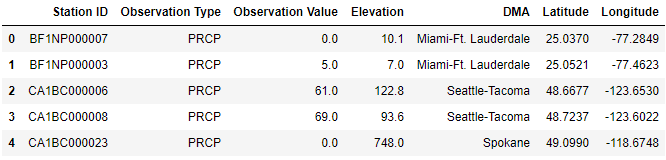 Station ID Observation Type Observation Value Elevation DMA Latitude Longitude
0 BF1NP000007 PRCP 0.0 10.1 Miami-Ft. Lauderdale 25.0370 -77.2849
1 BF1NP000003 PRCP 5.0 7.0 Miami-Ft. Lauderdale 25.0521 -77.4623
2 CA1BC000006 PRCP 61.0 122.8 Seattle-Tacoma 48.6677 -123.6530
3 CA1BC000008 PRCP 69.0 93.6 Seattle-Tacoma 48.7237 -123.6022
4 CA1BC000023 PRCP 0.0 748.0 Spokane 49.0990 -118.6748